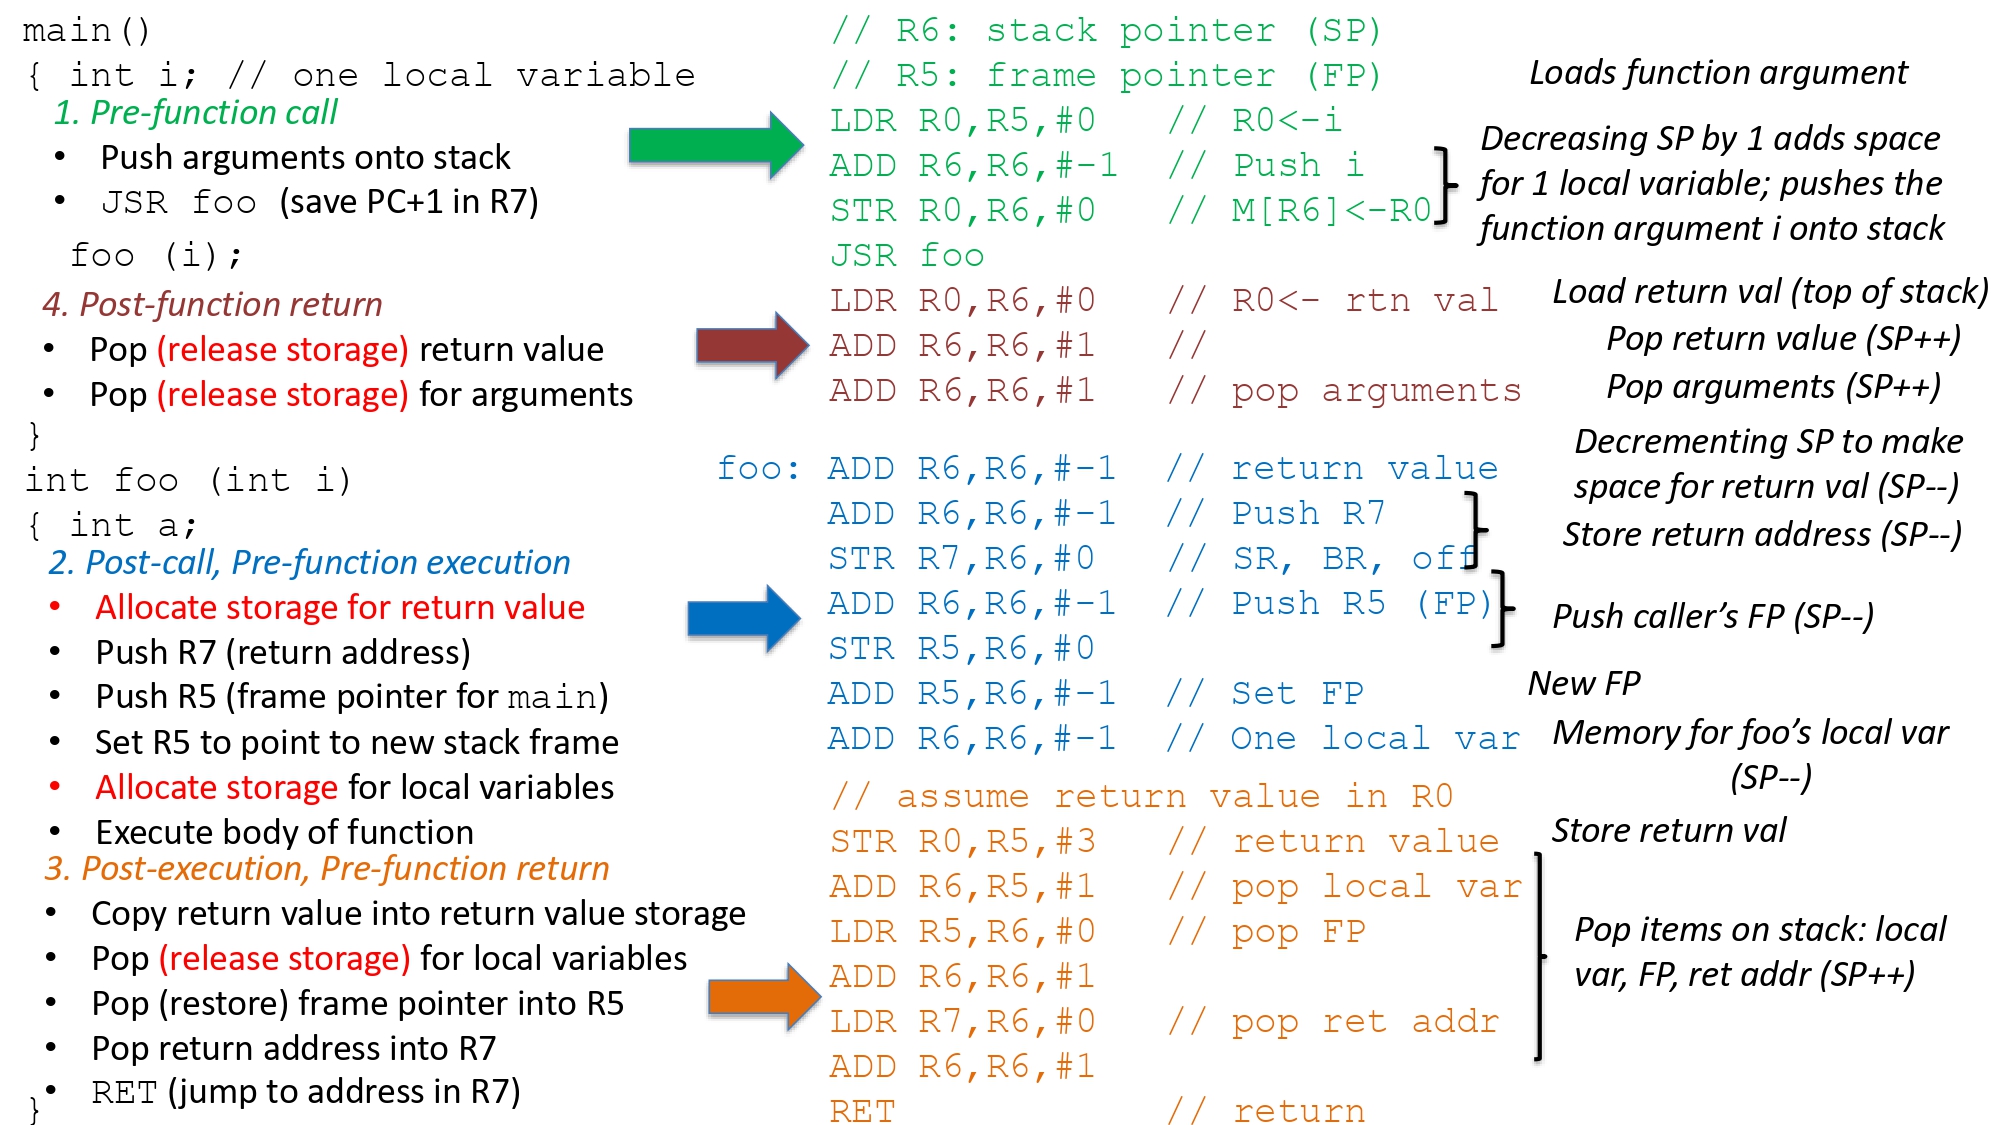 main()
{ int i; // one local variable
1. Pre-function call
• Push arguments onto stack
• JSR foo (save PC+1 in R7)
foo (i);
4. Post-function return
• Pop (release storage) return value
• Pop (release storage) for arguments
}
int foo (int i)
{ int a;
2. Post-call, Pre-function execution
• Allocate storage for return value
• Push R7 (return address)
• Push R5 (frame pointer for main)
• Set R5 to point to new stack frame
• Allocate storage for local variables
• Execute body of function
3. Post-execution, Pre-function return
• Copy return value into return value storage
• Pop (release storage) for local variables
• Pop (restore) frame pointer into R5
• Pop return address into R7
• RET (jump to address in R7)
}
// R6: stack pointer (SP)
// R5: frame pointer (FP)
LDR R0,R5,#0 // R0<-i
ADD R6,R6,#-1 // Push i
STR R0,R6,#0 // M[R6]<-R0
JSR foo
LDR R0,R6,#0 // R0<- rtn val
ADD R6,R6,#1 //
ADD R6,R6,#1 // pop arguments
foo: ADD R6,R6,#-1 // return value
ADD R6,R6,#-1 // Push R7
STR R7,R6,#0 // SR, BR, off
ADD R6,R6,#-1 // Push R5 (FP)
STR R5,R6,#0
ADD R5,R6,#-1 // Set FP
ADD R6,R6,#-1 // One local var
// assume return value in R0
STR R0,R5,#3 // return value
ADD R6,R5,#1 // pop local var
LDR R5,R6,#0 // pop FP
ADD R6,R6,#1
LDR R7,R6,#0 // pop ret addr
ADD R6,R6,#1
RET // return
Loads function argument
Decreasing SP by 1 adds space
for 1 local variable; pushes the
function argument i onto stack
Load return val (top of stack)
Pop return value (SP++)
Pop arguments (SP++)
Decrementing SP to make
space for return val (SP--)
Store return address (SP--)
Push caller’s FP (SP--)
New FP
Memory for foo’s local var
(SP--)
Store return val
Pop items on stack: local
var, FP, ret addr (SP++)